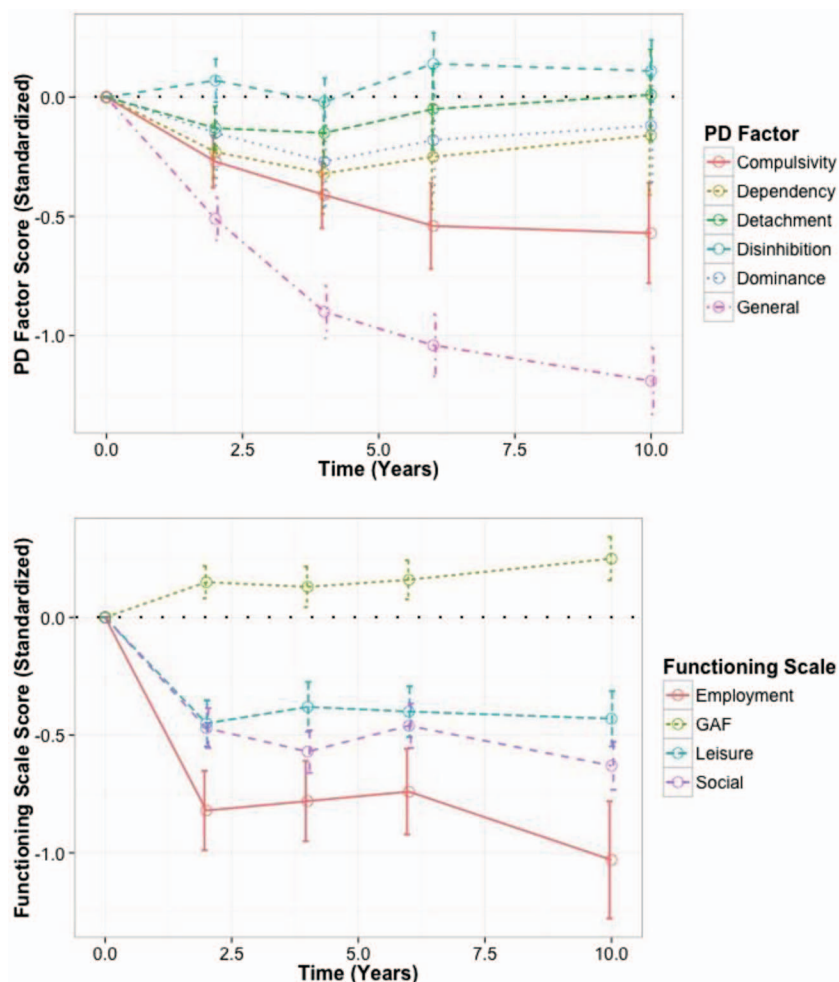 PD Factor Score (Standardized)
0.0
-0.5
-1.0
0.0
2.5
5.0
7.5
10.0
Time (Years)
PD Factor
Compulsivity
Dependency
Detachment
Disinhibition
Dominance
General
Functioning Scale Score (Standardized)
0.0
-0.5
-1.0
0.0
2.5
5.0
7.5
10.0
Time (Years)
Functioning Scale
Employment
GAF
Leisure
Social